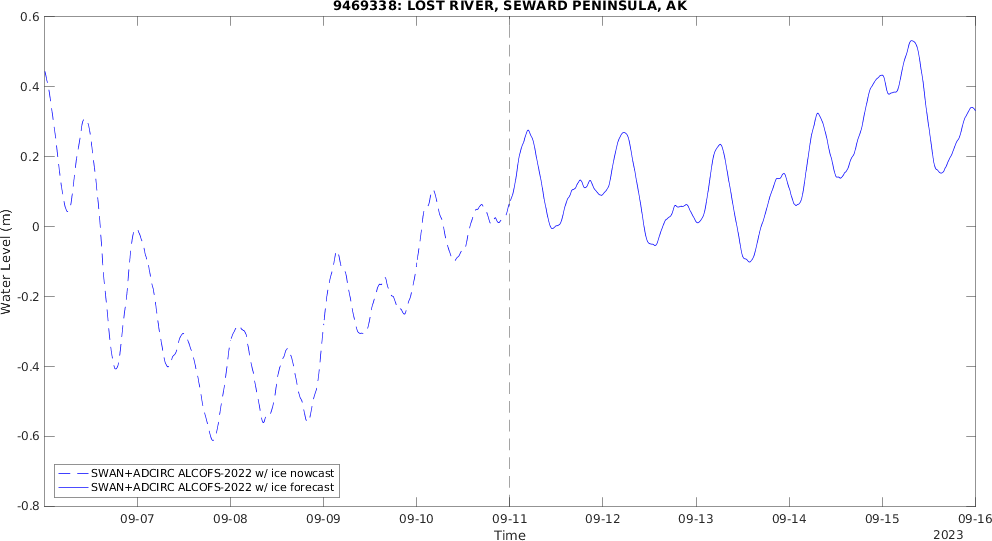 9469338: LOST RIVER, SEWARD PENINSULA, AK
0.6
0.4
0.2
0
-0.2
-0.4
-0.6
-0.8
Water Level (m)
SWAN+ADCIRC ALCOFS-2022 w/ ice nowcast
SWAN+ADCIRC ALCOFS-2022 w/ ice forecast
09-07 09-08 09-09 09-10 09-11 09-12 09-13 09-14 09-15 09-16
Time
2023